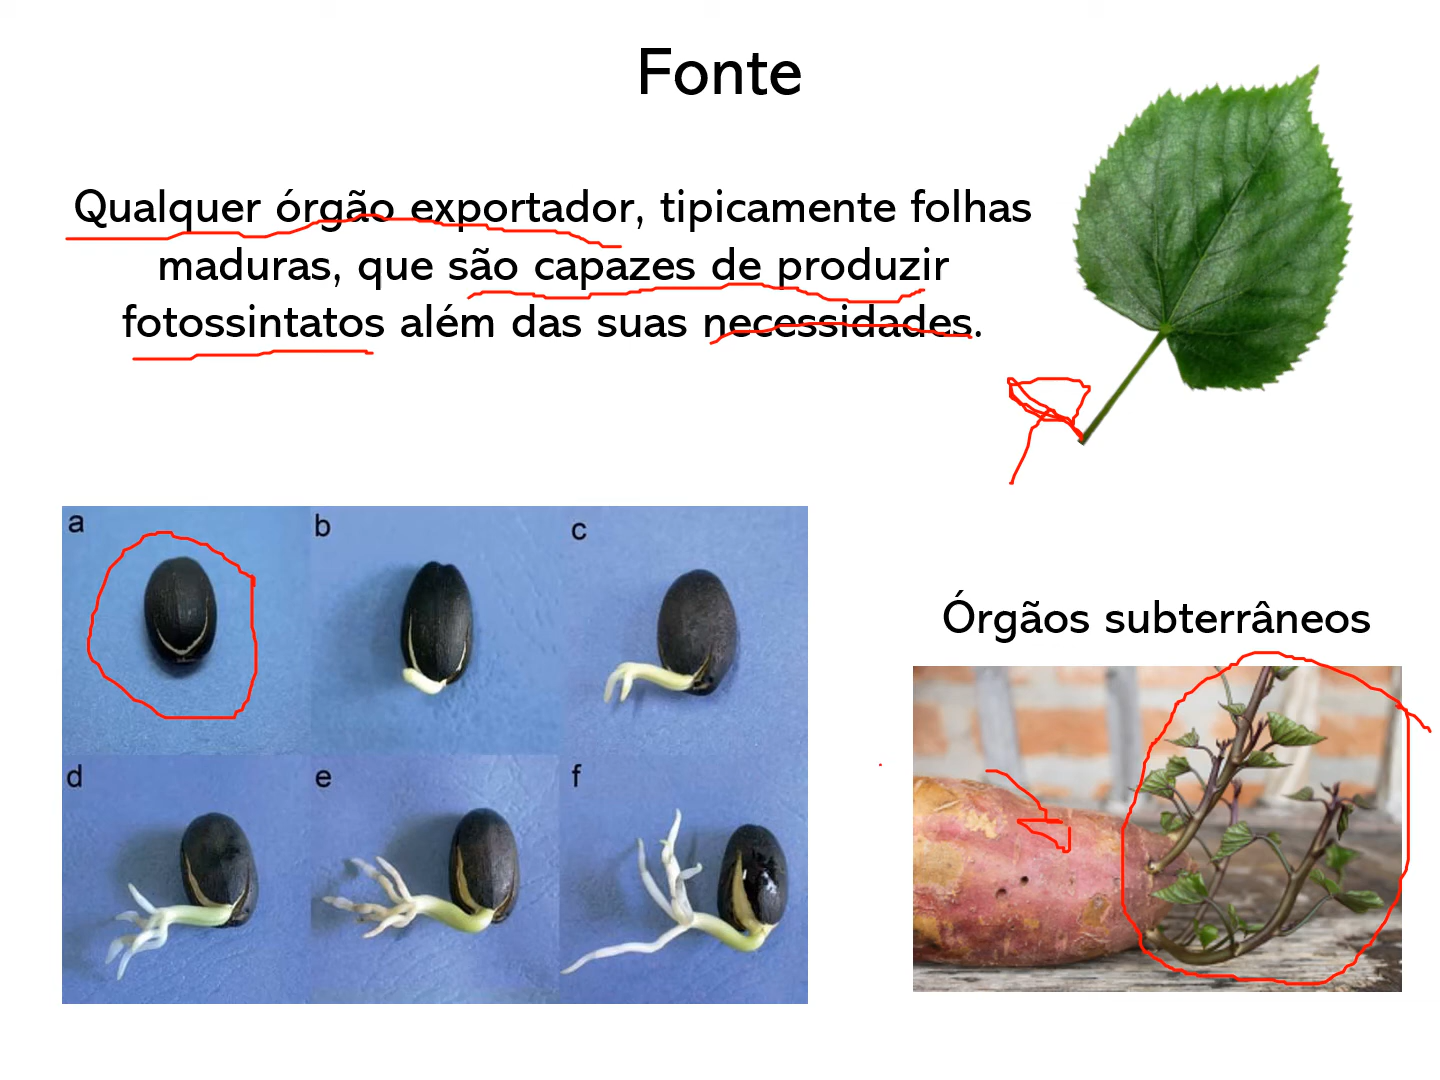 Fonte
Qualquer órgão exportador, tipicamente folhas
maduras, que são capazes de produzir
fotossintatos além das suas necessidades.
a
b
c
d
e
f
Órgãos subterrâneos